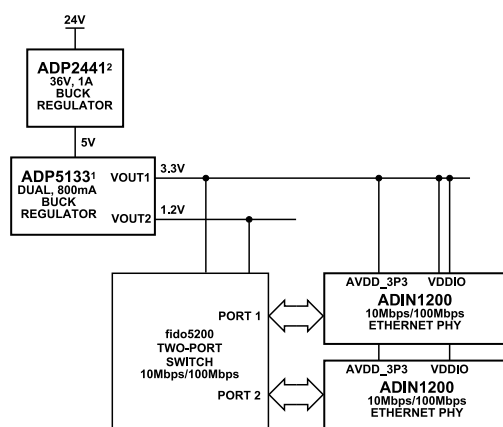 24V
ADP2441²
36V, 1A
BUCK
REGULATOR
5V
ADP5133¹
DUAL, 800mA
BUCK
REGULATOR
VOUT1
3.3V
VOUT2
1.2V
AVDD_3P3 VDDIO
ADIN1200
10Mbps/100Mbps
ETHERNET PHY
PORT 1
fido5200
TWO-PORT
SWITCH
10Mbps/100Mbps
PORT 2
AVDD_3P3 VDDIO
ADIN1200
10Mbps/100Mbps
ETHERNET PHY